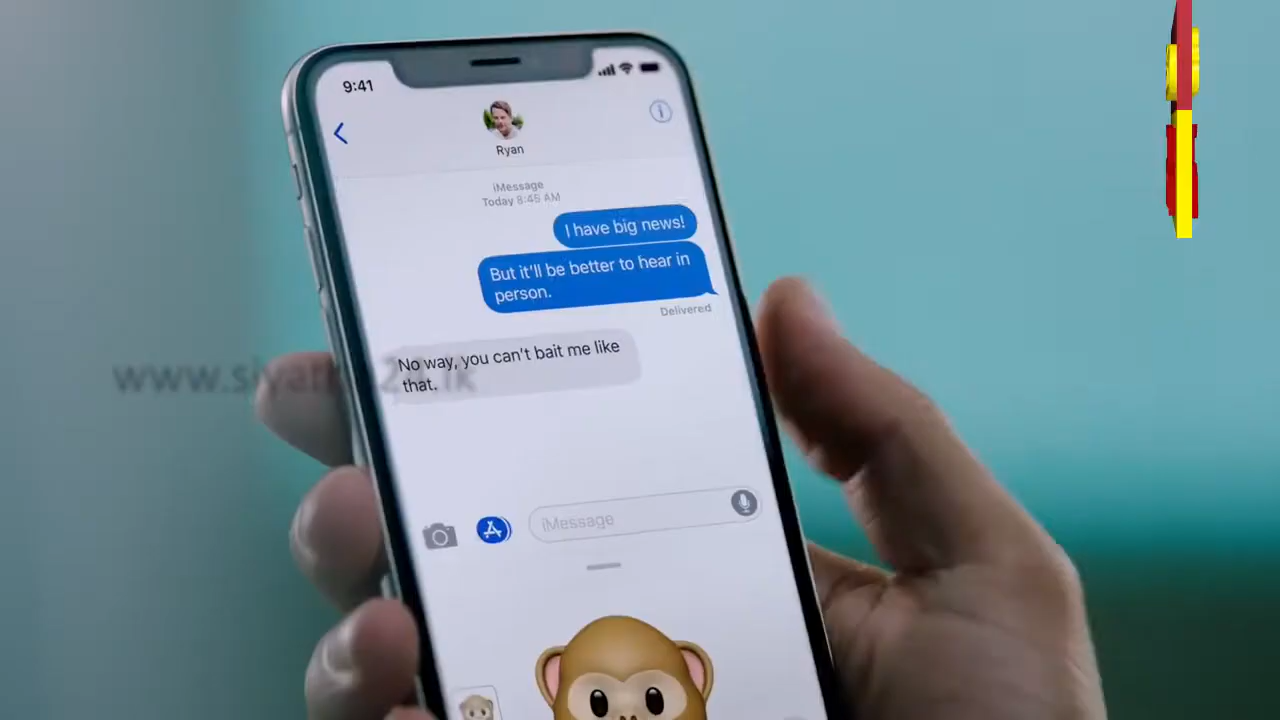 9:41
Ryan
iMessage
Today 8:45 AM
I have big news!
But it'll be better to hear in
person.
Delivered
No way, you can't bait me like
that.
iMessage